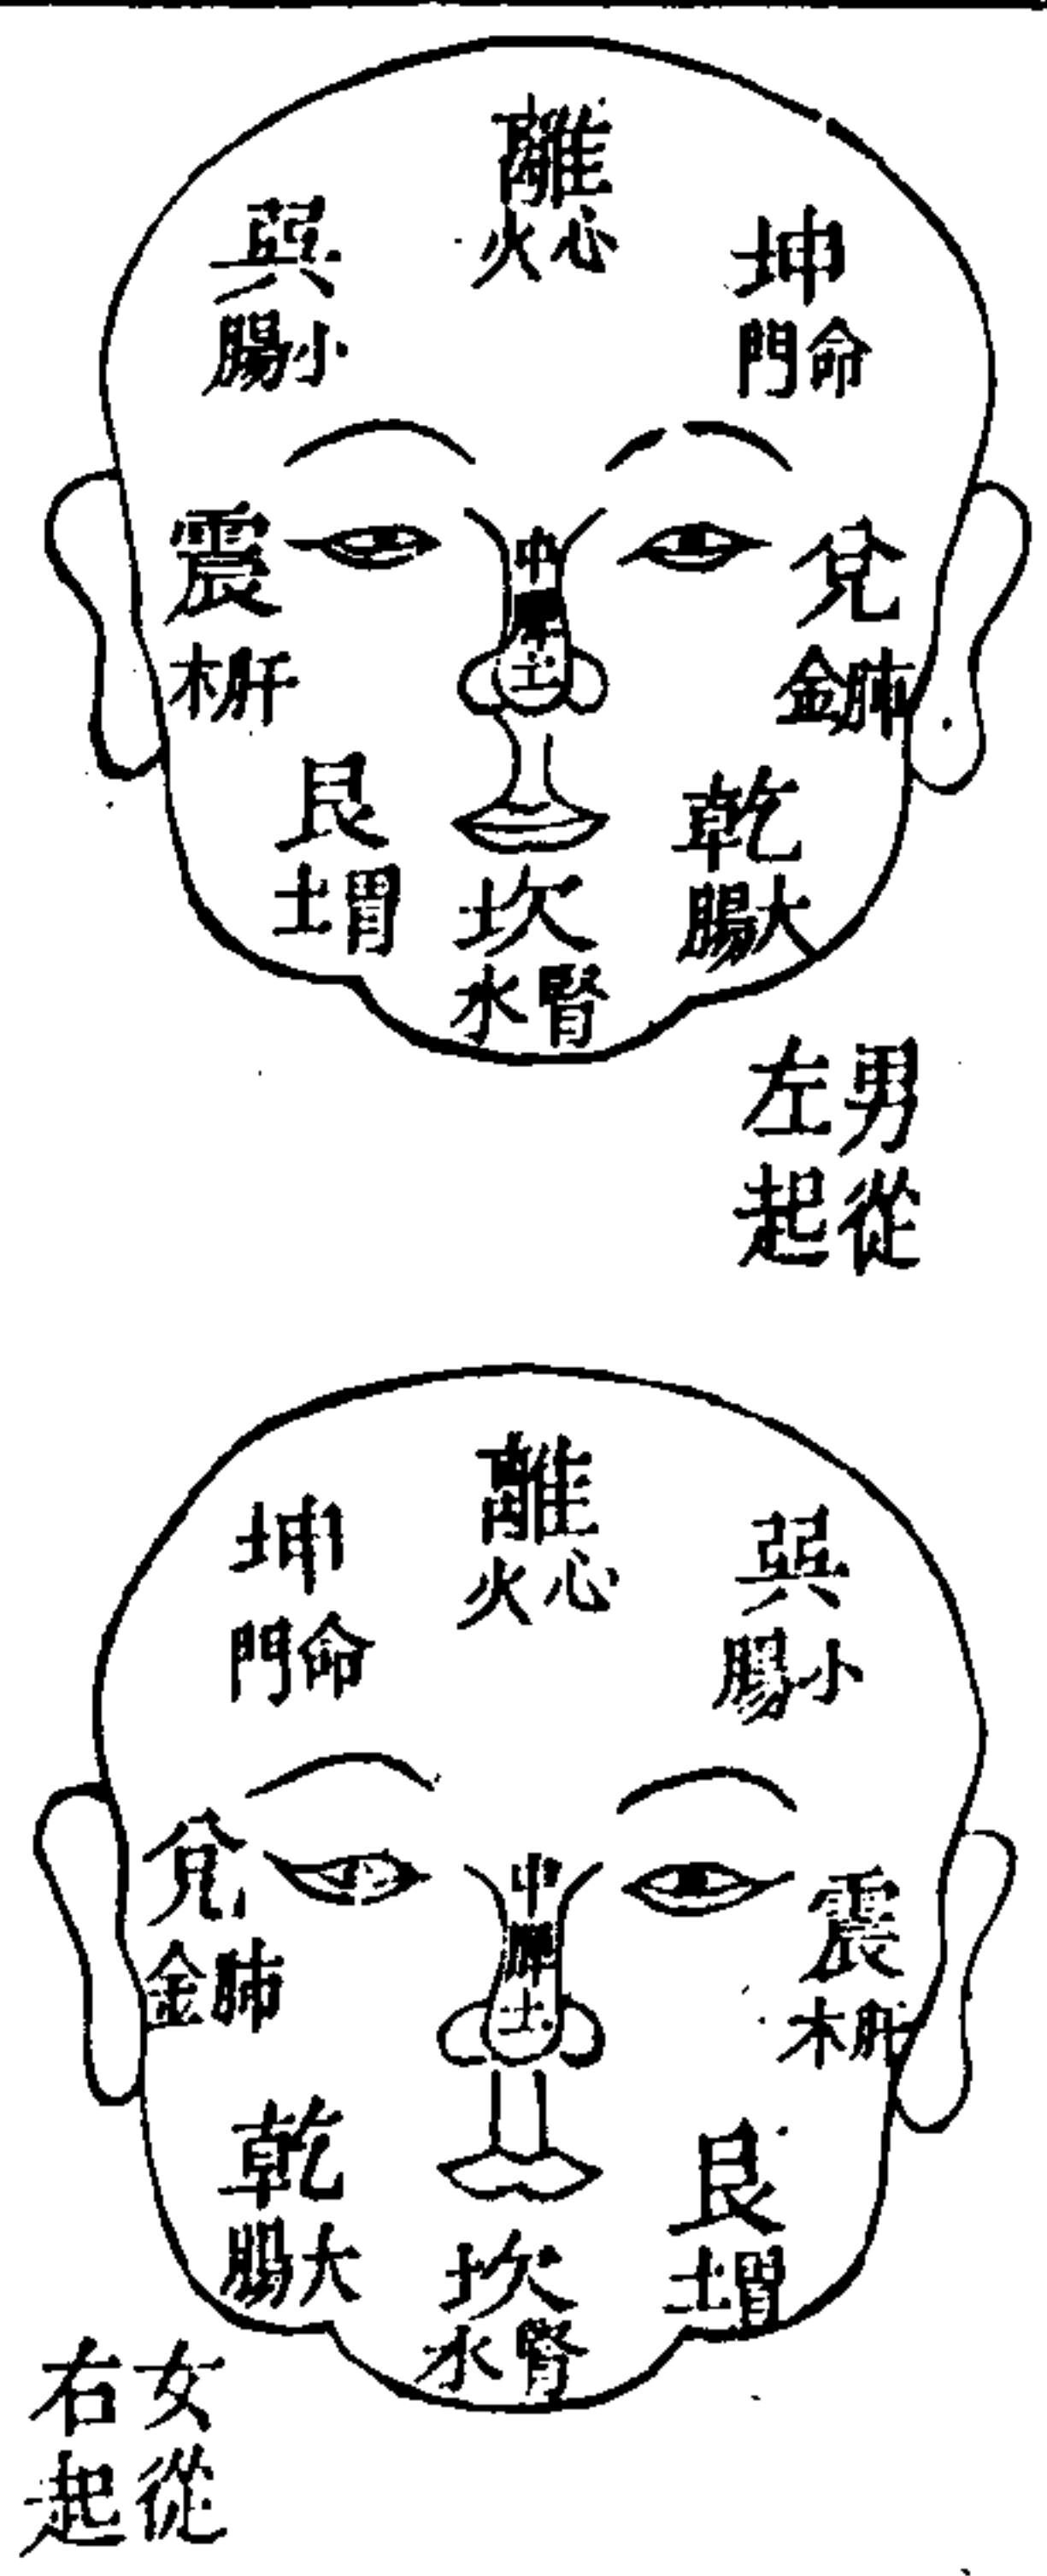 離
心火
坤
命門
巽
小腸
兌
肺金
中
脾
土
震
肝木
乾
大腸
坎
腎水
艮
胃土
男從
左起
離
心火
巽
小腸
坤
命門
震
肝木
中
脾
土
兌
肺金
艮
胃土
坎
腎水
乾
大腸
女從
右起